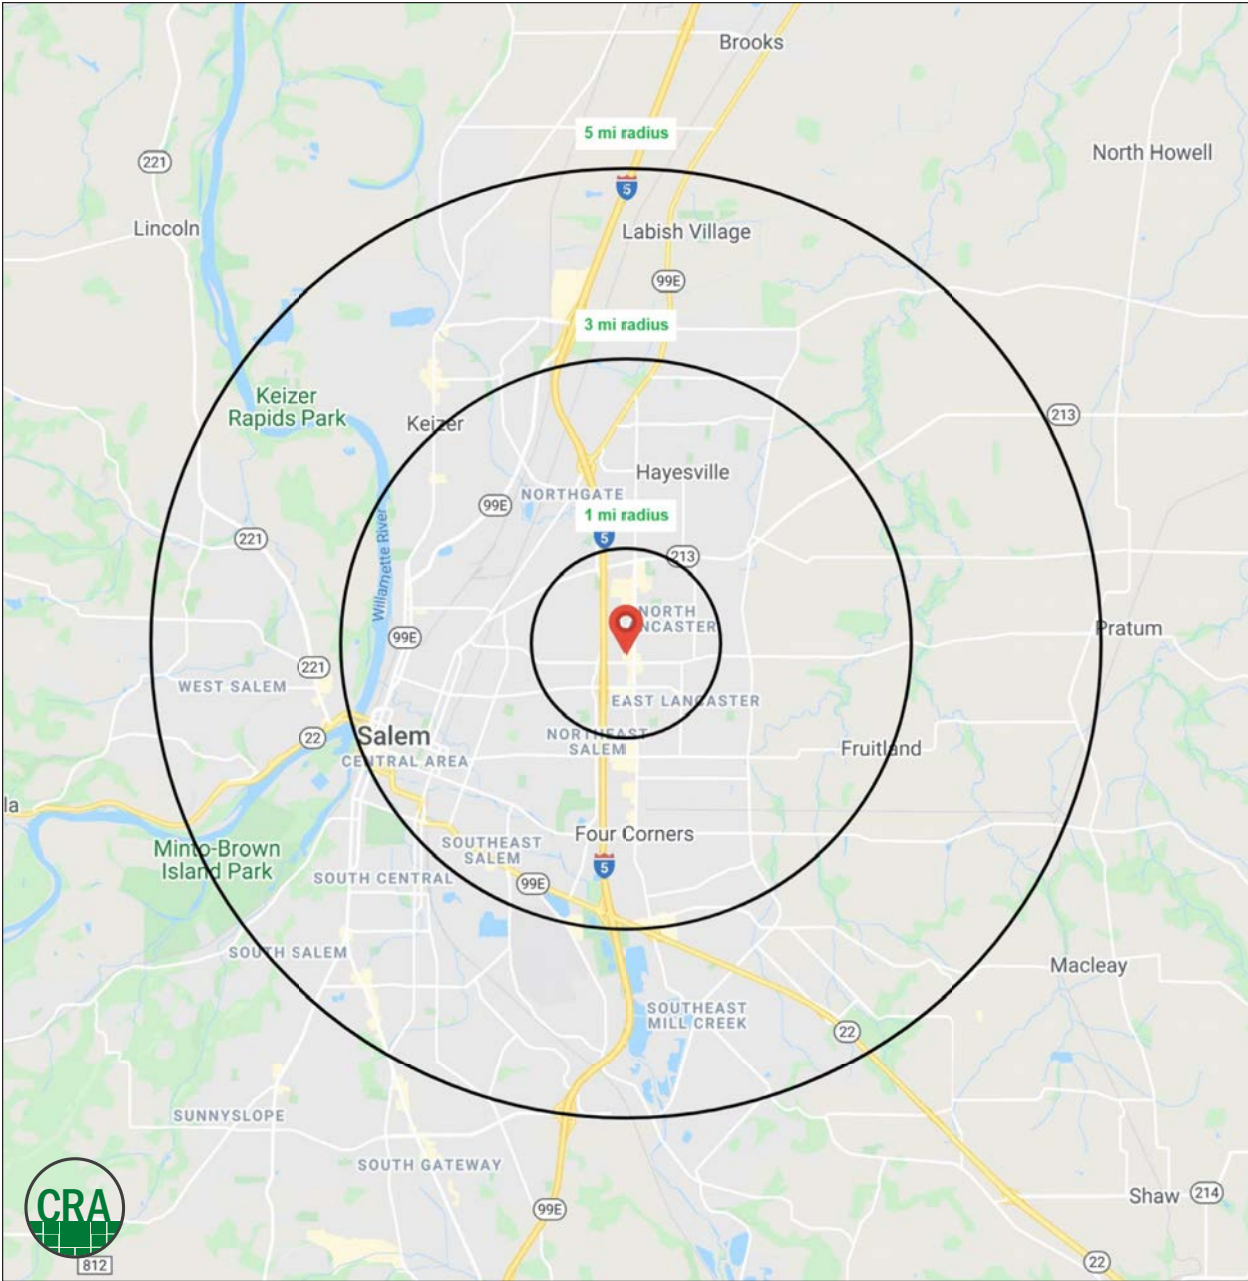 Brooks
5 mi radius
North Howell
221
5
Lincoln
Labish Village
99E
3 mi radius
Keizer
Rapids Park
213
Keizer
Hayesville
99E
NORTHGATE
1 mi radius
221
5
213
Willamette River
NORTH
NCASTER
99E
Pratum
221
WEST SALEM
EAST LANCASTER
22
Salem
CENTRAL AREA
NORTHEAST
SALEM
Fruitland
la
Four Corners
Minto-Brown
Island Park
SOUTHEAST
SALEM
5
SOUTH CENTRAL
99E
SOUTH SALEM
Macleay
SOUTHEAST
MILL CREEK
22
SUNNYSLOPE
SOUTH GATEWAY
CRA
Shaw
214
99E
812
22